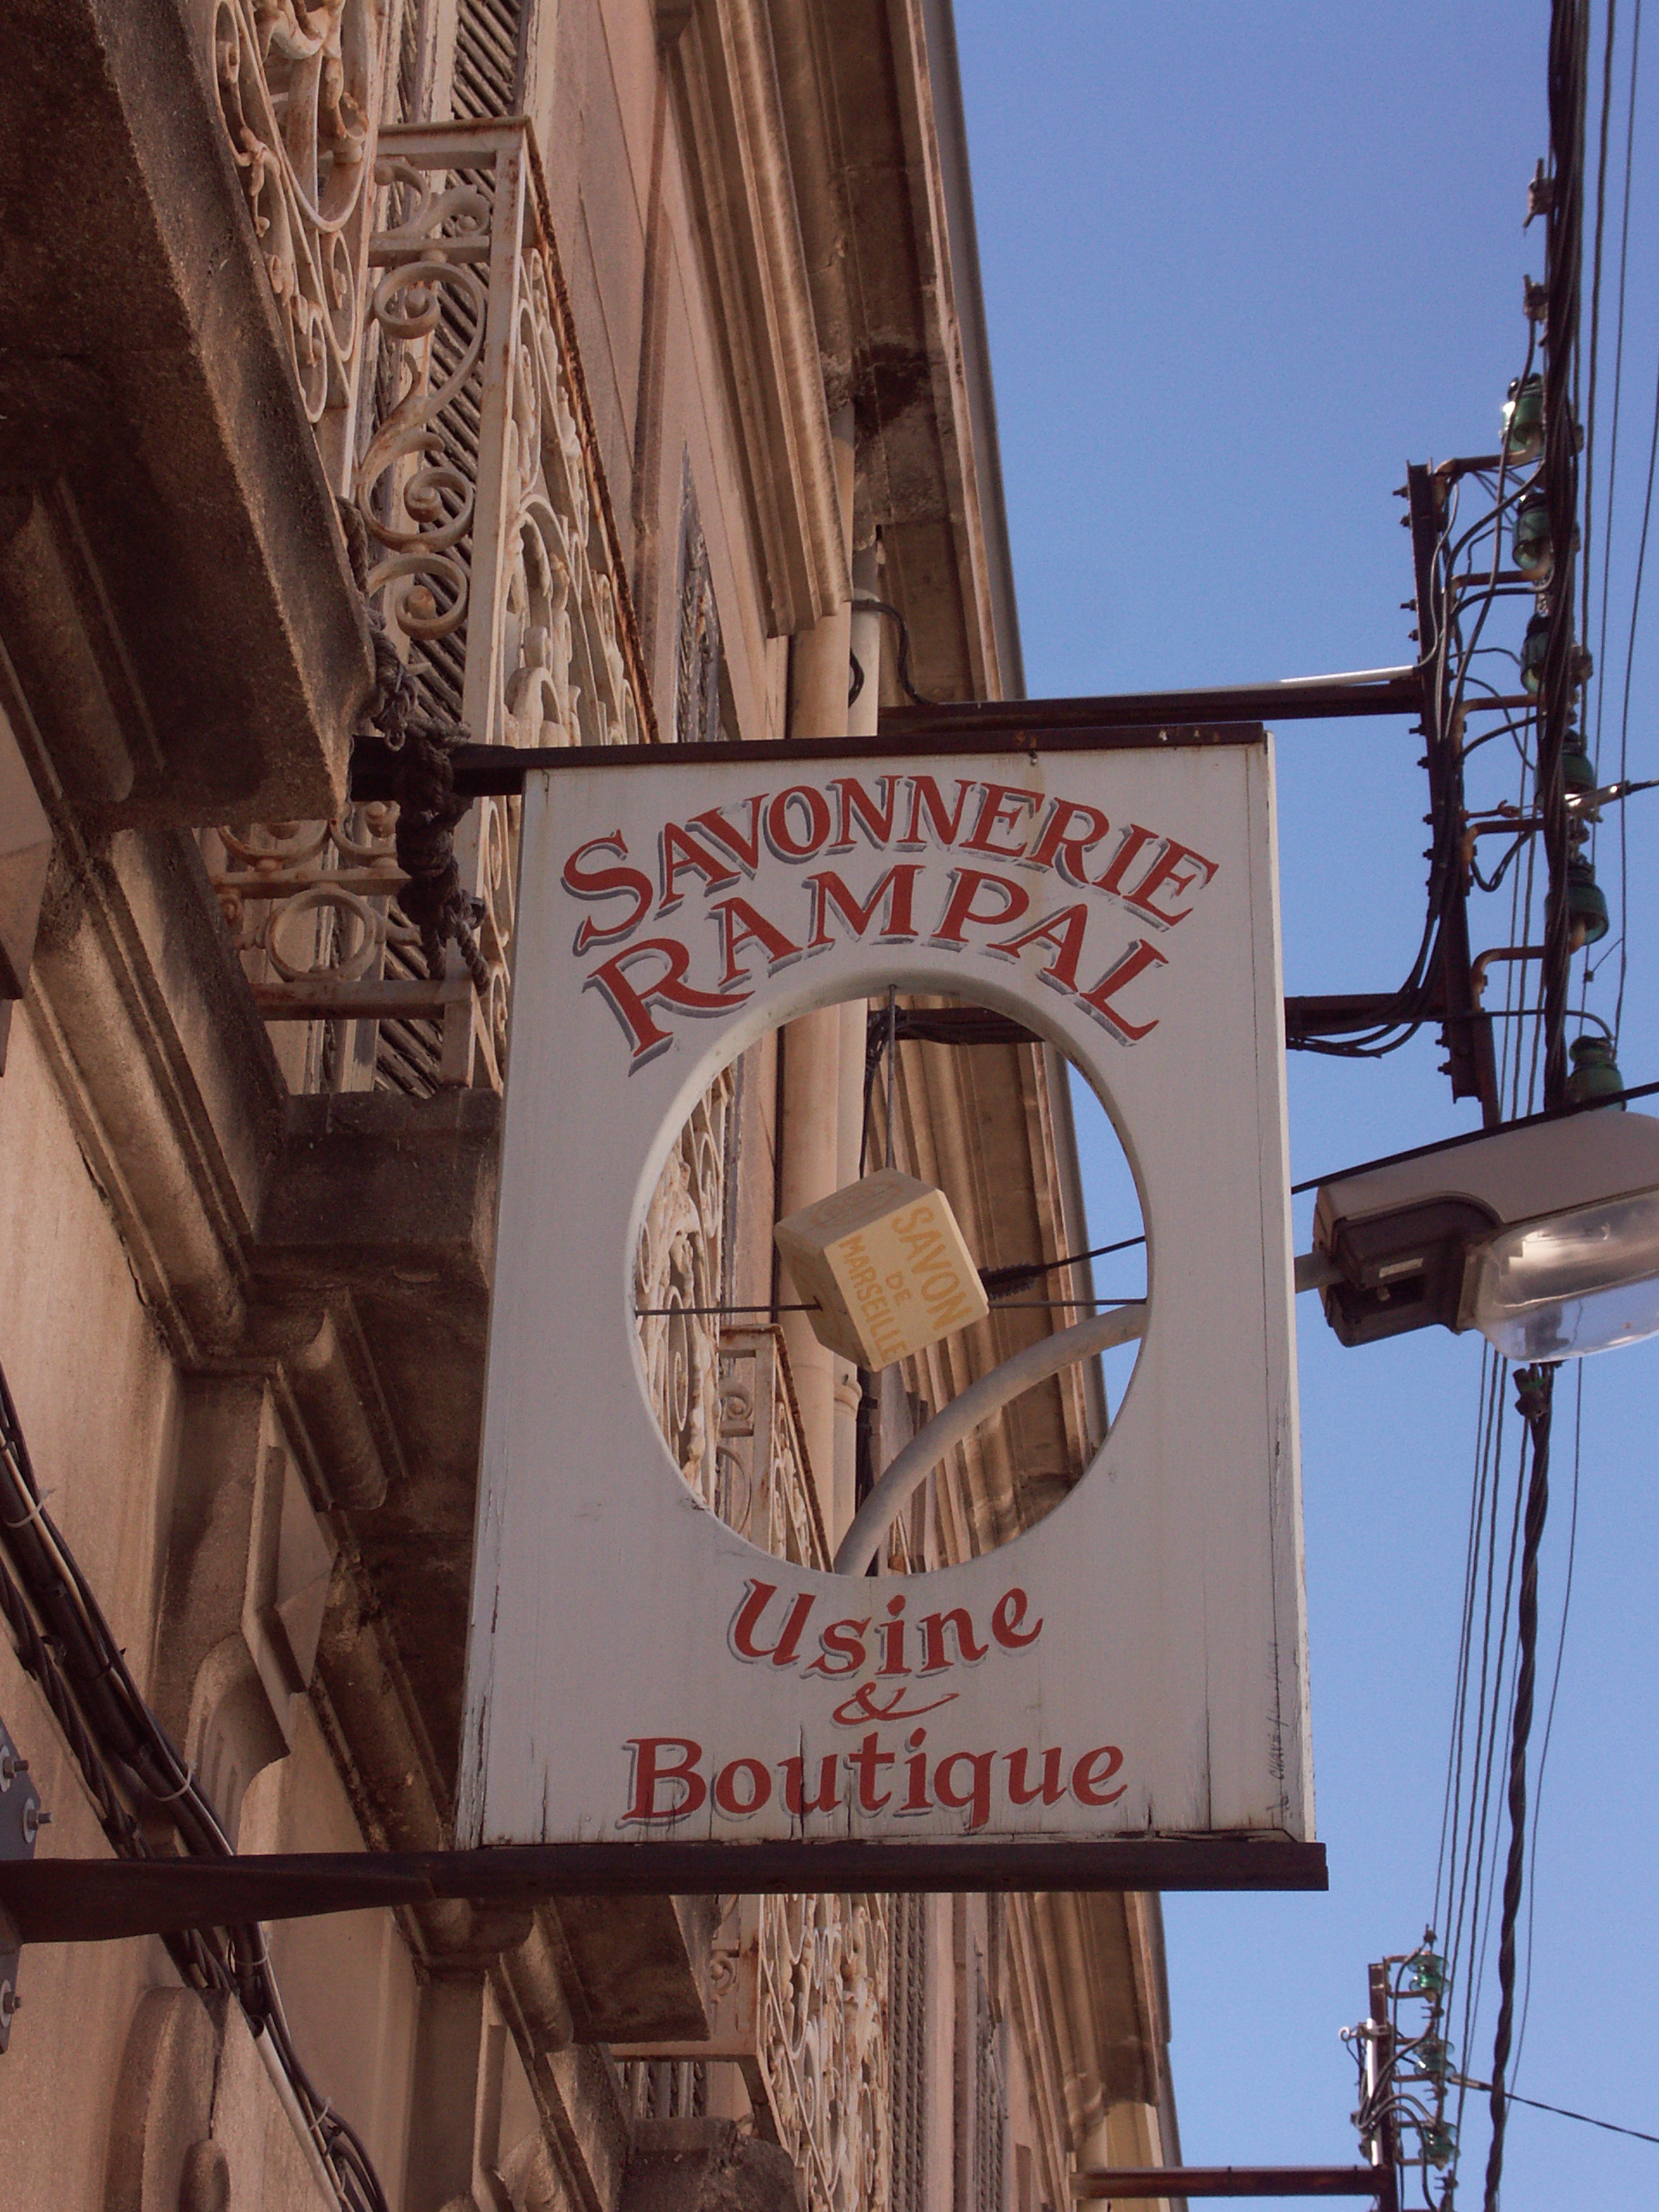 SAVONNERIE
RAMPAL
SAVON
DE
MARSEILLE
Usine
&
Boutique